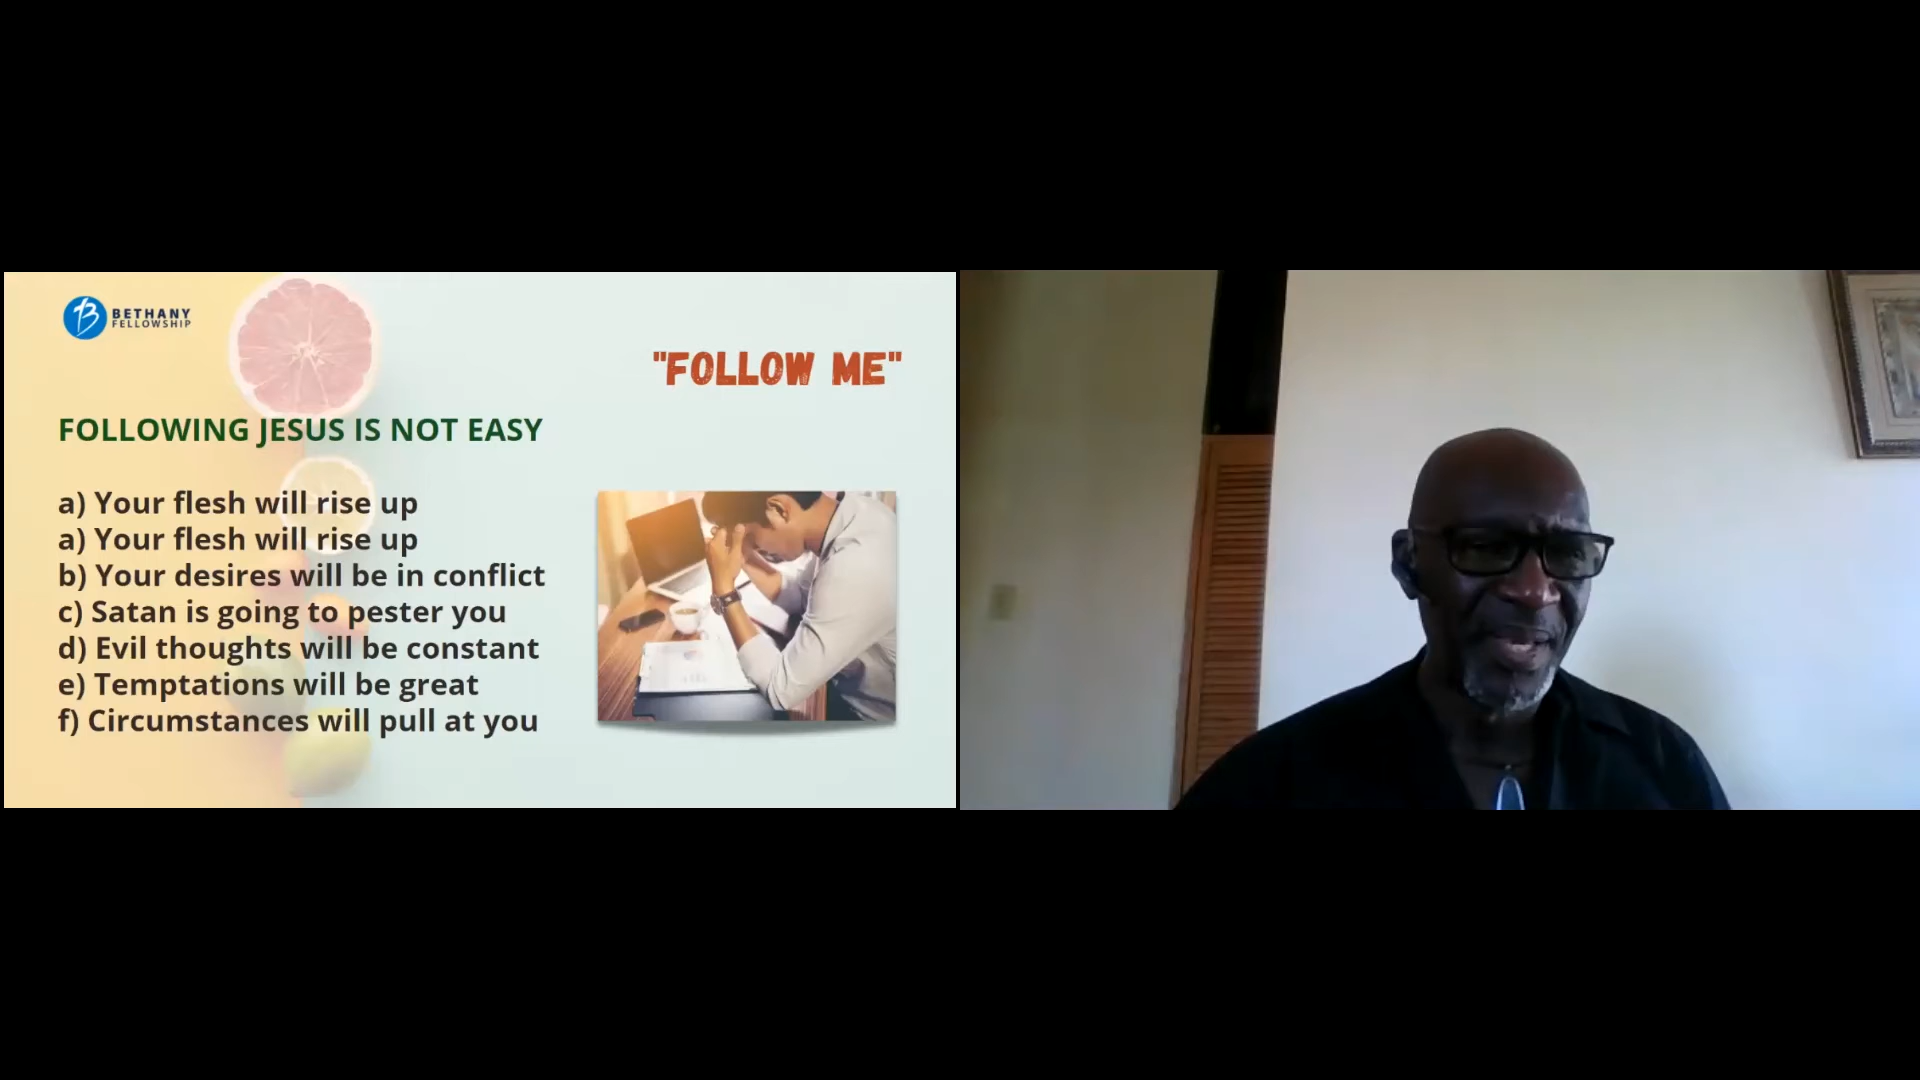 BETHANY
FELLOWSHIP
"FOLLOW ME"
FOLLOWING JESUS IS NOT EASY
a) Your flesh will rise up
a) Your flesh will rise up
b) Your desires will be in conflict
c) Satan is going to pester you
d) Evil thoughts will be constant
e) Temptations will be great
f) Circumstances will pull at you